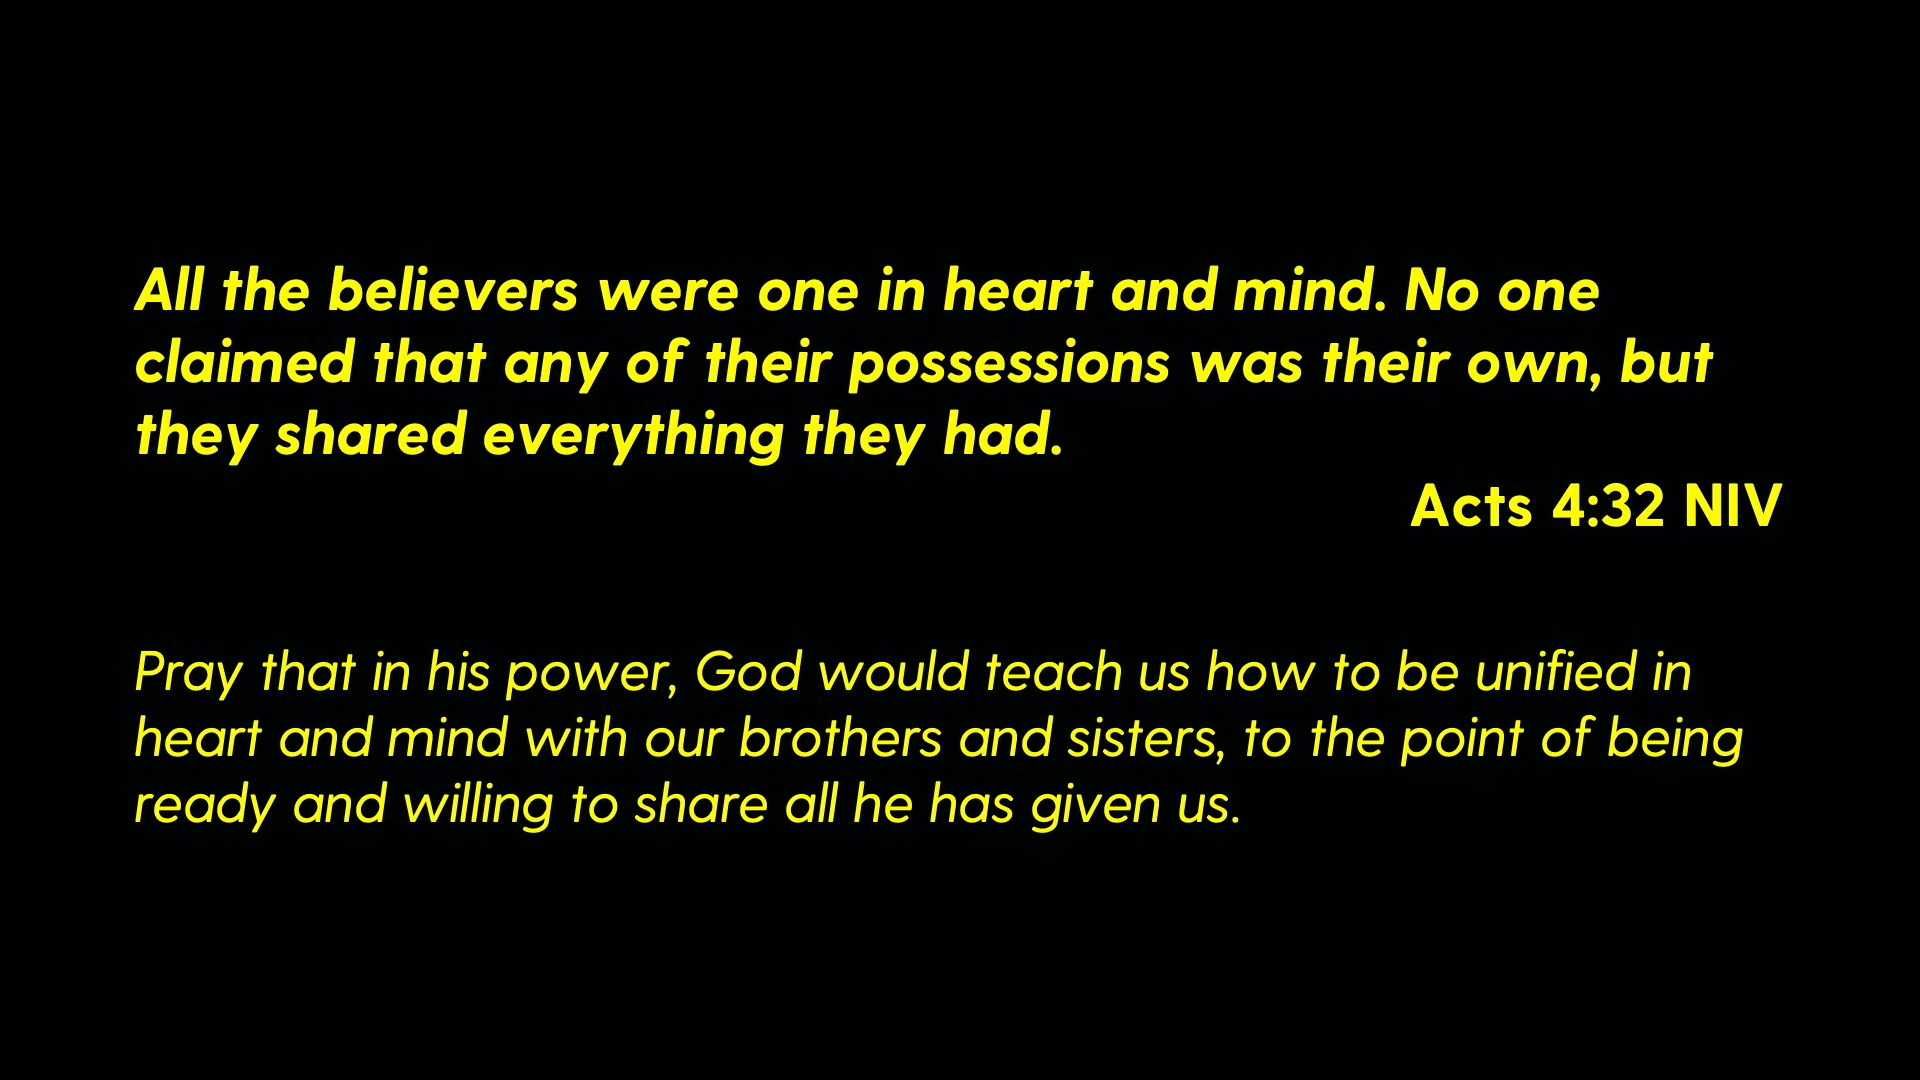 All the believers were one in heart and mind. No one
claimed that any of their possessions was their own, but
they shared everything they had.
Acts 4:32 NIV
Pray that in his power, God would teach us how to be unified in
heart and mind with our brothers and sisters, to the point of being
ready and willing to share all he has given us.